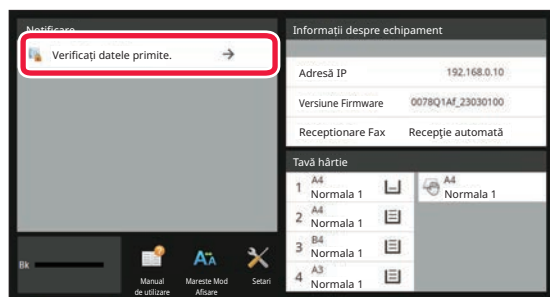 Notificare
Verificați datele primite.
Informații despre echipament
Adresă IP 192.168.0.10
Versiune Firmware 0078Q1Af_23030100
Receptionare Fax Recepţie automată
Tavă hârtie
1 A4
Normala 1
A4
Normala 1
2 A4
Normala 1
3 B4
Normala 1
4 A3
Normala 1
Bk
Manual
de utilizare
Mareste Mod
Afisare
Setari